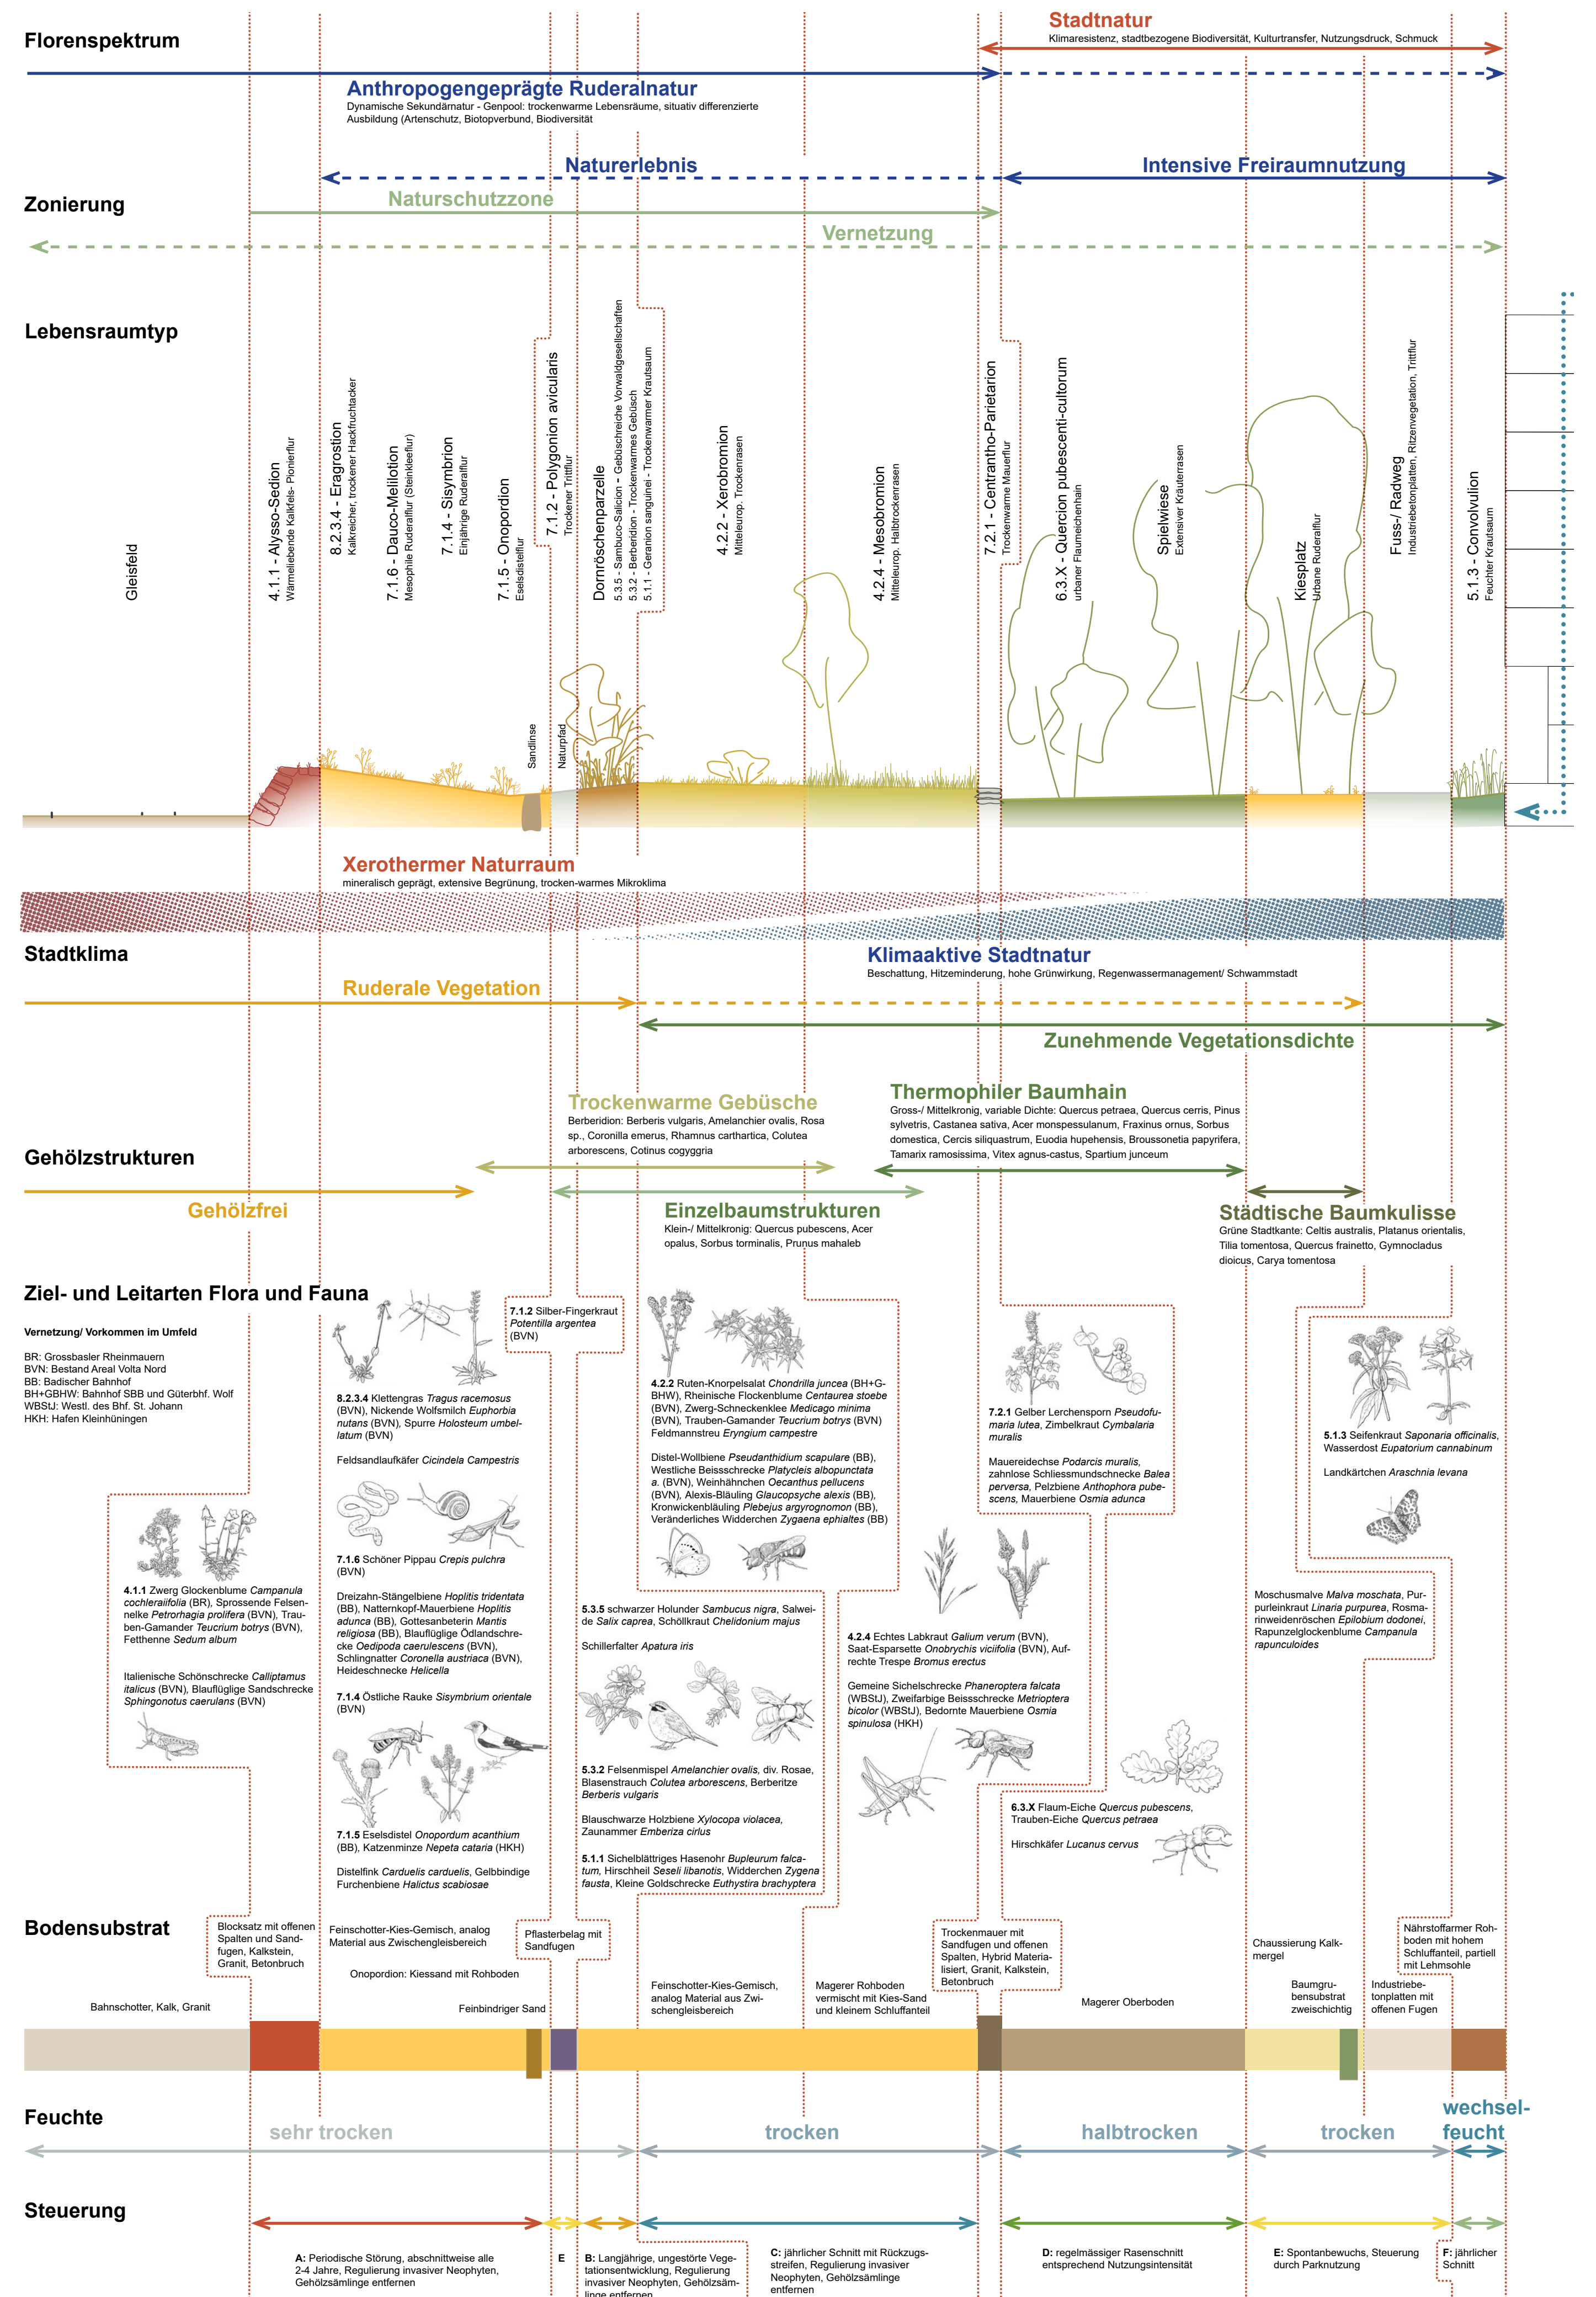 Stadtnatur
Klimaresistenz, stadtbezogene Biodiversität, Kulturtransfer, Nutzungsdruck, Schmuck
Florenspektrum
Anthropogengeprägte Ruderalnatur
Dynamische Sekundärnatur - Genpool: trockenwarme Lebensräume, situativ differenzierte
Ausbildung (Artenschutz, Biotopverbund, Biodiversität
Naturerlebnis
Intensive Freiraumnutzung
Zonierung
Naturschutzzone
Vernetzung
Lebensraumtyp
Gleisfeld
4.1.1 - Alysso-Sedion
Wärmeliebende Kalkfels- Pionierflur
8.2.3.4 - Eragrostion
Kalkreicher, trockener Hackfruchtacker
7.1.6 - Dauco-Melilotion
Mesophile Ruderalflur (Steinkleeflur)
7.1.4 - Sisymbrion
Einjährige Ruderalflur
7.1.5 - Onopordion
Eselsdistelflur
7.1.2 - Polygonion avicularis
Trockener Trittflur
Dornröschenparzelle
5.3.5 - Sambuco-Salicion – Gebüschreiche Vorwaldgesellschaften
5.3.2 - Berberidion - Trockenwarmes Gebüsch
5.1.1 - Geranion sanguinei - Trockenwarmer Krautsaum
4.2.2 - Xerobromion
Mitteleurop. Trockenrasen
4.2.4 - Mesobromion
Mitteleurop. Halbtrockenrasen
7.2.1 - Centrantho-Parietarion
Trockenwarme Mauerflur
6.3.X - Quercion pubescenti-cultorum
urbaner Flaumeichenhain
Spielwiese
Extensiver Kräuterrasen
Kiesplatz
Urbane Ruderalflur
Fuss-/ Radweg
Industriebetonplatten, Ritzenvegetation, Trittflur
5.1.3 - Convolvulion
Feuchter Krautsaum
Sandlinse
Naturpfad
Xerothermer Naturraum
mineralisch geprägt, extensive Begrünung, trocken-warmes Mikroklima
Stadtklima
Klimaaktive Stadtnatur
Beschattung, Hitzeminderung, hohe Grünwirkung, Regenwassermanagement/ Schwammstadt
Ruderale Vegetation
Zunehmende Vegetationsdichte
Trockenwarme Gebüsche
Berberidion: Berberis vulgaris, Amelanchier ovalis, Rosa
sp., Coronilla emerus, Rhamnus carthartica, Colutea
arborescens, Cotinus cogyggria
Thermophiler Baumhain
Gross-/ Mittelkronig, variable Dichte: Quercus petraea, Quercus cerris, Pinus
sylvetris, Castanea sativa, Acer monspessulanum, Fraxinus ornus, Sorbus
domestica, Cercis siliquastrum, Euodia hupehensis, Broussonetia papyrifera,
Tamarix ramosissima, Vitex agnus-castus, Spartium junceum
Gehölzstrukturen
Gehölzfrei
Einzelbaumstrukturen
Klein-/ Mittelkronig: Quercus pubescens, Acer
opalus, Sorbus torminalis, Prunus mahaleb
Städtische Baumkulisse
Grüne Stadtkante: Celtis australis, Platanus orientalis,
Tilia tomentosa, Quercus frainetto, Gymnocladus
dioicus, Carya tomentosa
Ziel- und Leitarten Flora und Fauna
Vernetzung/ Vorkommen im Umfeld
BR: Grossbasler Rheinmauern
BVN: Bestand Areal Volta Nord
BB: Badischer Bahnhof
BH+GBHW: Bahnhof SBB und Güterbhf. Wolf
WBStJ: Westl. des Bhf. St. Johann
HKH: Hafen Kleinhüningen
4.1.1 Zwerg Glockenblume Campanula
cochleraiifolia (BR), Sprossende Felsen-
nelke Petrorhagia prolifera (BVN), Trau-
ben-Gamander Teucrium botrys (BVN),
Fetthenne Sedum album
Italienische Schönschrecke Calliptamus
italicus (BVN), Blauflüglige Sandschrecke
Sphingonotus caerulans (BVN)
8.2.3.4 Klettengras Tragus racemosus
(BVN), Nickende Wolfsmilch Euphorbia
nutans (BVN), Spurre Holosteum umbel-
latum (BVN)
Feldsandlaufkäfer Cicindela Campestris
7.1.6 Schöner Pippau Crepis pulchra
(BVN)
Dreizahn-Stängelbiene Hoplitis tridentata
(BB), Natternkopf-Mauerbiene Hoplitis
adunca (BB), Gottesanbeterin Mantis
religiosa (BB), Blauflüglige Ödlandschre-
cke Oedipoda caerulescens (BVN),
Schlingnatter Coronella austriaca (BVN),
Heideschnecke Helicella
7.1.4 Östliche Rauke Sisymbrium orientale
(BVN)
7.1.5 Eselsdistel Onopordum acanthium
(BB), Katzenminze Nepeta cataria (HKH)
Distelfink Carduelis carduelis, Gelbbindige
Furchenbiene Halictus scabiosae
7.1.2 Silber-Fingerkraut
Potentilla argentea
(BVN)
4.2.2 Ruten-Knorpelsalat Chondrilla juncea (BH+G-
BHW), Rheinische Flockenblume Centaurea stoebe
(BVN), Zwerg-Schneckenklee Medicago minima
(BVN), Trauben-Gamander Teucrium botrys (BVN)
Feldmannstreu Eryngium campestre
Distel-Wollbiene Pseudanthidium scapulare (BB),
Westliche Beissschrecke Platycleis albopunctata
a. (BVN), Weinhähnchen Oecanthus pellucens
(BVN), Alexis-Bläuling Glaucopsyche alexis (BB),
Kronwickenbläuling Plebejus argyrognomon (BB),
Veränderliches Widderchen Zygaena ephialtes (BB)
5.3.5 schwarzer Holunder Sambucus nigra, Salwei-
de Salix caprea, Schöllkraut Chelidonium majus
Schillerfalter Apatura iris
5.3.2 Felsenmispel Amelanchier ovalis, div. Rosae,
Blasenstrauch Colutea arborescens, Berberitze
Berberis vulgaris
Blauschwarze Holzbiene Xylocopa violacea,
Zaunammer Emberiza cirlus
5.1.1 Sichelblättriges Hasenohr Bupleurum falca-
tum, Hirschheil Seseli libanotis, Widderchen Zygena
fausta, Kleine Goldschrecke Euthystira brachyptera
4.2.4 Echtes Labkraut Galium verum (BVN),
Saat-Esparsette Onobrychis viciifolia (BVN), Auf-
rechte Trespe Bromus erectus
Gemeine Sichelschrecke Phaneroptera falcata
(WBStJ), Zweifarbige Beissschrecke Metrioptera
bicolor (WBStJ), Bedornte Mauerbiene Osmia
spinulosa (HKH)
7.2.1 Gelber Lerchensporn Pseudofu-
maria lutea, Zimbelkraut Cymbalaria
muralis
Mauereidechse Podarcis muralis,
zahnlose Schliessmundschnecke Balea
perversa, Pelzbiene Anthophora pube-
scens, Mauerbiene Osmia adunca
6.3.X Flaum-Eiche Quercus pubescens,
Trauben-Eiche Quercus petraea
Hirschkäfer Lucanus cervus
5.1.3 Seifenkraut Saponaria officinalis,
Wasserdost Eupatorium cannabinum
Landkärtchen Araschnia levana
Moschusmalve Malva moschata, Pur-
purleinkraut Linaria purpurea, Rosma-
rinweidenröschen Epilobium dodonei,
Rapunzelglockenblume Campanula
rapunculoides
Bodensubstrat
Bahnschotter, Kalk, Granit
Blocksatz mit offenen
Spalten und Sand-
fugen, Kalkstein,
Granit, Betonbruch
Feinschotter-Kies-Gemisch, analog
Material aus Zwischengleisbereich
Onopordion: Kiessand mit Rohboden
Feinbindriger Sand
Pflasterbelag mit
Sandfugen
Feinschotter-Kies-Gemisch,
analog Material aus Zwi-
schengleisbereich
Magerer Rohboden
vermischt mit Kies-Sand
und kleinem Schluffanteil
Trockenmauer mit
Sandfugen und offenen
Spalten, Hybrid Materia-
lisiert, Granit, Kalkstein,
Betonbruch
Magerer Oberboden
Chaussierung Kalk-
mergel
Baumgru-
bensubstrat
zweischichtig
Industriebe-
tonplatten mit
offenen Fugen
Nährstoffarmer Roh-
boden mit hohem
Schluffanteil, partiell
mit Lehmsohle
Feuchte
sehr trocken
trocken
halbtrocken
trocken
wechsel-
feucht
Steuerung
A: Periodische Störung, abschnittweise alle
2-4 Jahre, Regulierung invasiver Neophyten,
Gehölzsämlinge entfernen
E
B: Langjährige, ungestörte Vege-
tationsentwicklung, Regulierung
invasiver Neophyten, Gehölzsäm-
linge entfernen
C: jährlicher Schnitt mit Rückzugs-
streifen, Regulierung invasiver
Neophyten, Gehölzsämlinge
entfernen
D: regelmässiger Rasenschnitt
entsprechend Nutzungsintensität
E: Spontanbewuchs, Steuerung
durch Parknutzung
F: jährlicher
Schnitt